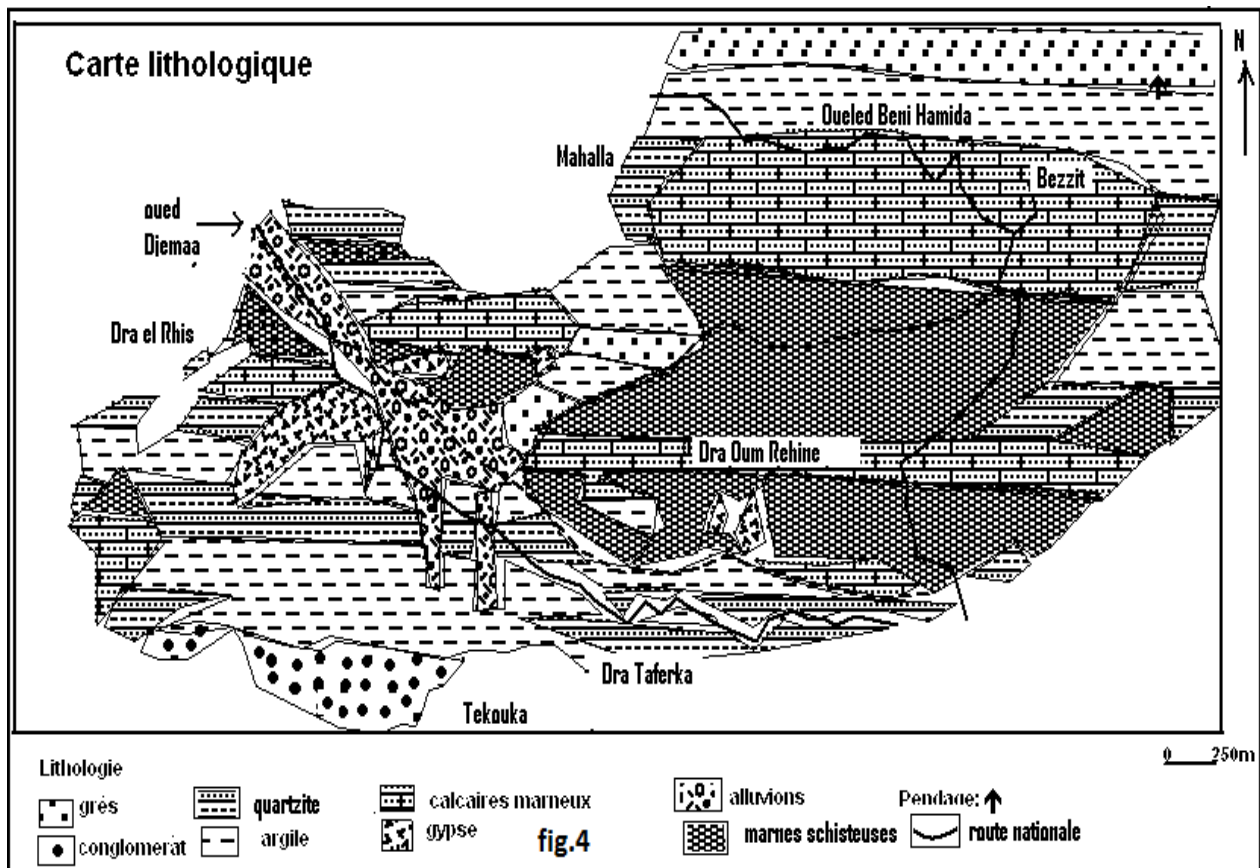 Carte lithologique
N
Oueled Beni Hamida
Mahalla
Bezzit
oued
Djemaa
Dra el Rhis
Dra Oum Rehine
Dra Taferka
Tekouka
0 250m
Lithologie
grés
quartzite
calcaires marneux
alluvions
Pendage:
conglomerat
argile
gypse
fig.4
marnes schisteuses
route nationale